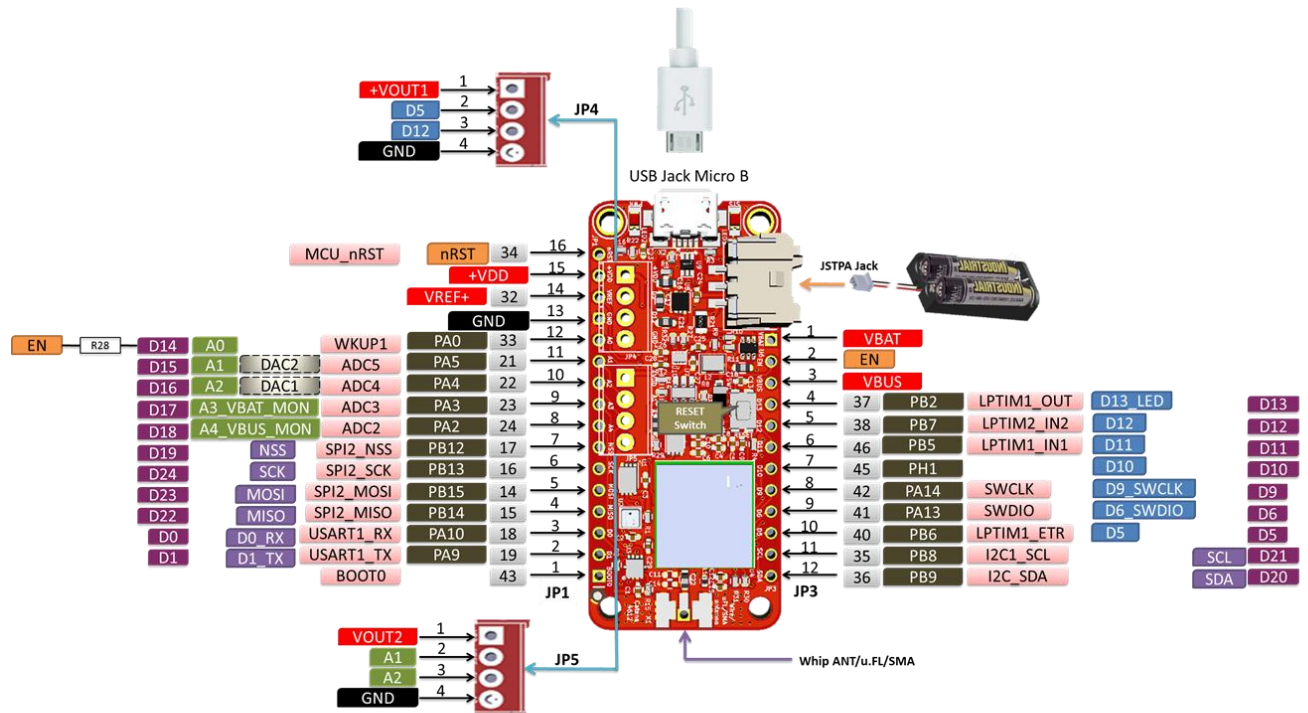 +VOUT1 1
D5 2
D12 3
GND 4
JP4
USB Jack Micro B
MCU_nRST nRST 34 16
+VDD 15
VREF+ 32 14
GND 13
EN R28 D14 A0 WKUP1 PA0 33 12
D15 A1 DAC2 ADC5 PA5 21 11
D16 A2 DAC1 ADC4 PA4 22 10
D17 A3_VBAT_MON ADC3 PA3 23 9
D18 A4_VBUS_MON ADC2 PA2 24 8
D19 NSS SPI2_NSS PB12 17 7
D24 SCK SPI2_SCK PB13 16 6
D23 MOSI SPI2_MOSI PB15 14 5
D22 MISO SPI2_MISO PB14 15 4
D0 D0_RX USART1_RX PA10 18 3
D1 D1_TX USART1_TX PA9 19 2
BOOT0 43 1
JP1
JSTPA Jack
INDUSTRIAL
1 VBAT
2 EN
3 VBUS
4 37 PB2 LPTIM1_OUT D13_LED D13
5 38 PB7 LPTIM2_IN2 D12 D12
6 46 PB5 LPTIM1_IN1 D11 D11
7 45 PH1 D10 D10
8 42 PA14 SWCLK D9_SWCLK D9
9 41 PA13 SWDIO D6_SWDIO D6
10 40 PB6 LPTIM1_ETR D5 D5
11 35 PB8 I2C1_SCL SCL D21
12 36 PB9 I2C_SDA SDA D20
JP3
RESET
Switch
VOUT2 1
A1 2
A2 3
GND 4
JP5
Whip ANT/u.FL/SMA